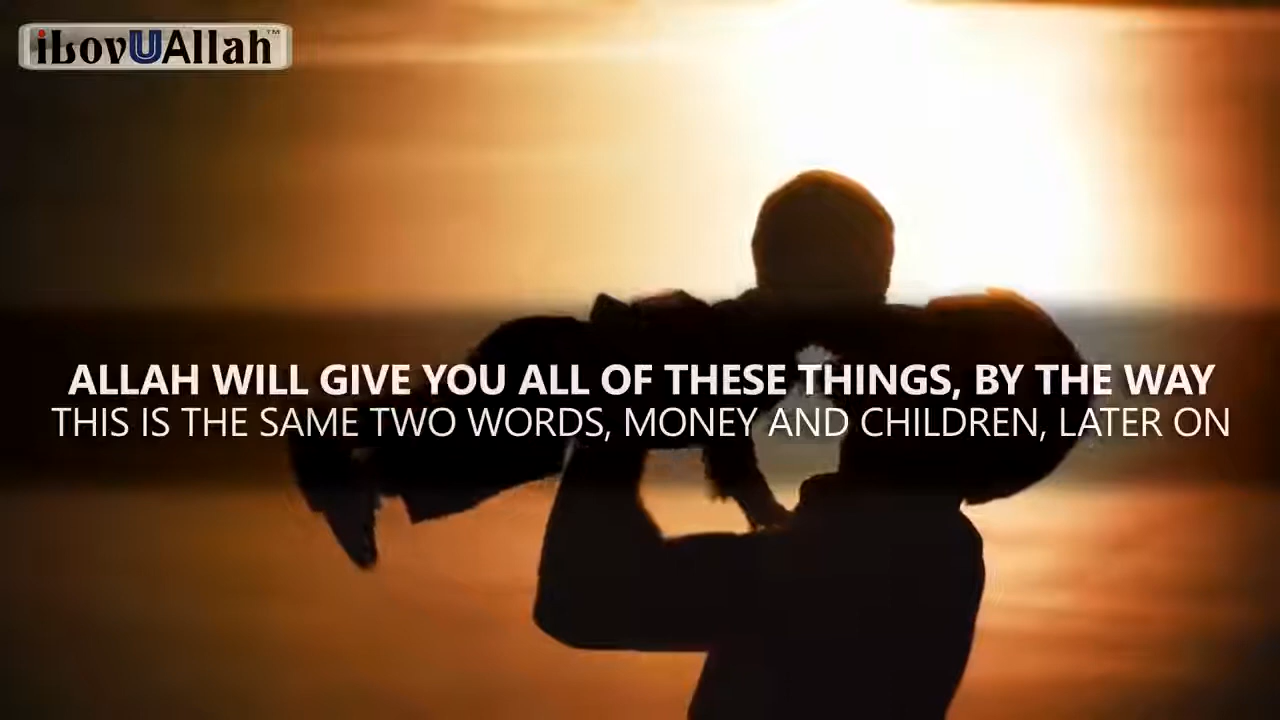 iLovUAllah™
ALLAH WILL GIVE YOU ALL OF THESE THINGS, BY THE WAY
THIS IS THE SAME TWO WORDS, MONEY AND CHILDREN, LATER ON